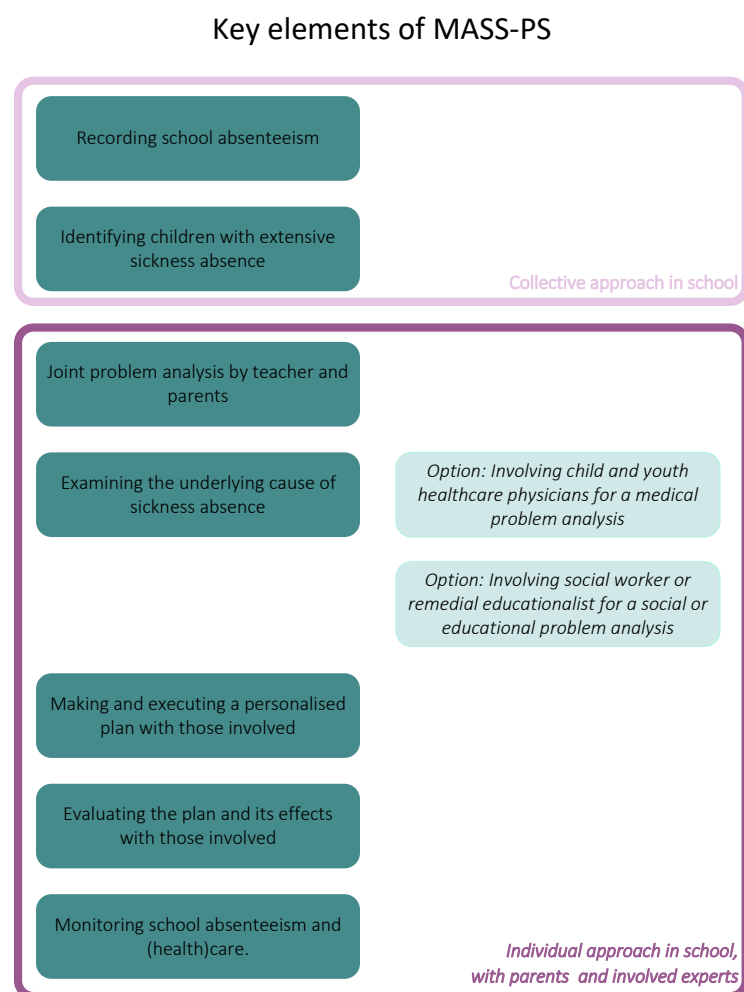 Key elements of MASS-PS
Recording school absenteeism
Identifying children with extensive
sickness absence
Collective approach in school
Joint problem analysis by teacher and
parents
Examining the underlying cause of
sickness absence
Option: Involving child and youth
healthcare physicians for a medical
problem analysis
Option: Involving social worker or
remedial educationalist for a social or
educational problem analysis
Making and executing a personalised
plan with those involved
Evaluating the plan and its effects
with those involved
Monitoring school absenteeism and
(health)care.
Individual approach in school,
with parents  and involved experts